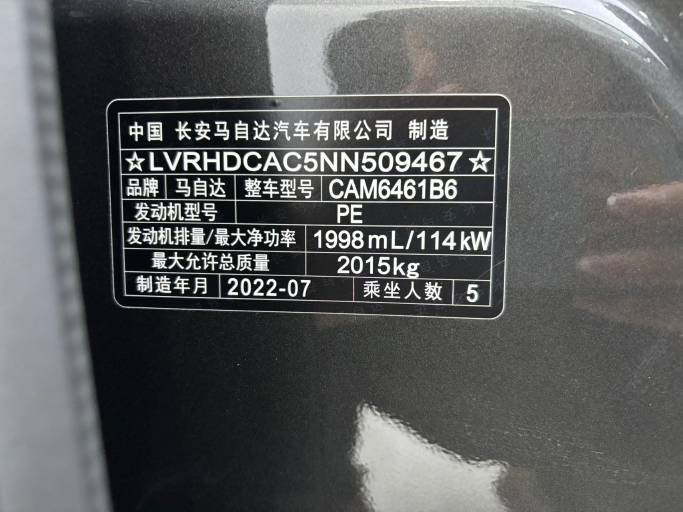 中国 长安马自达汽车有限公司 制造
☆LVRHDCAC5NN509467☆
品牌 马自达 整车型号 CAM6461B6
发动机型号 PE
发动机排量/最大净功率 1998mL/114kW
最大允许总质量 2015kg
制造年月 2022-07 乘坐人数 5